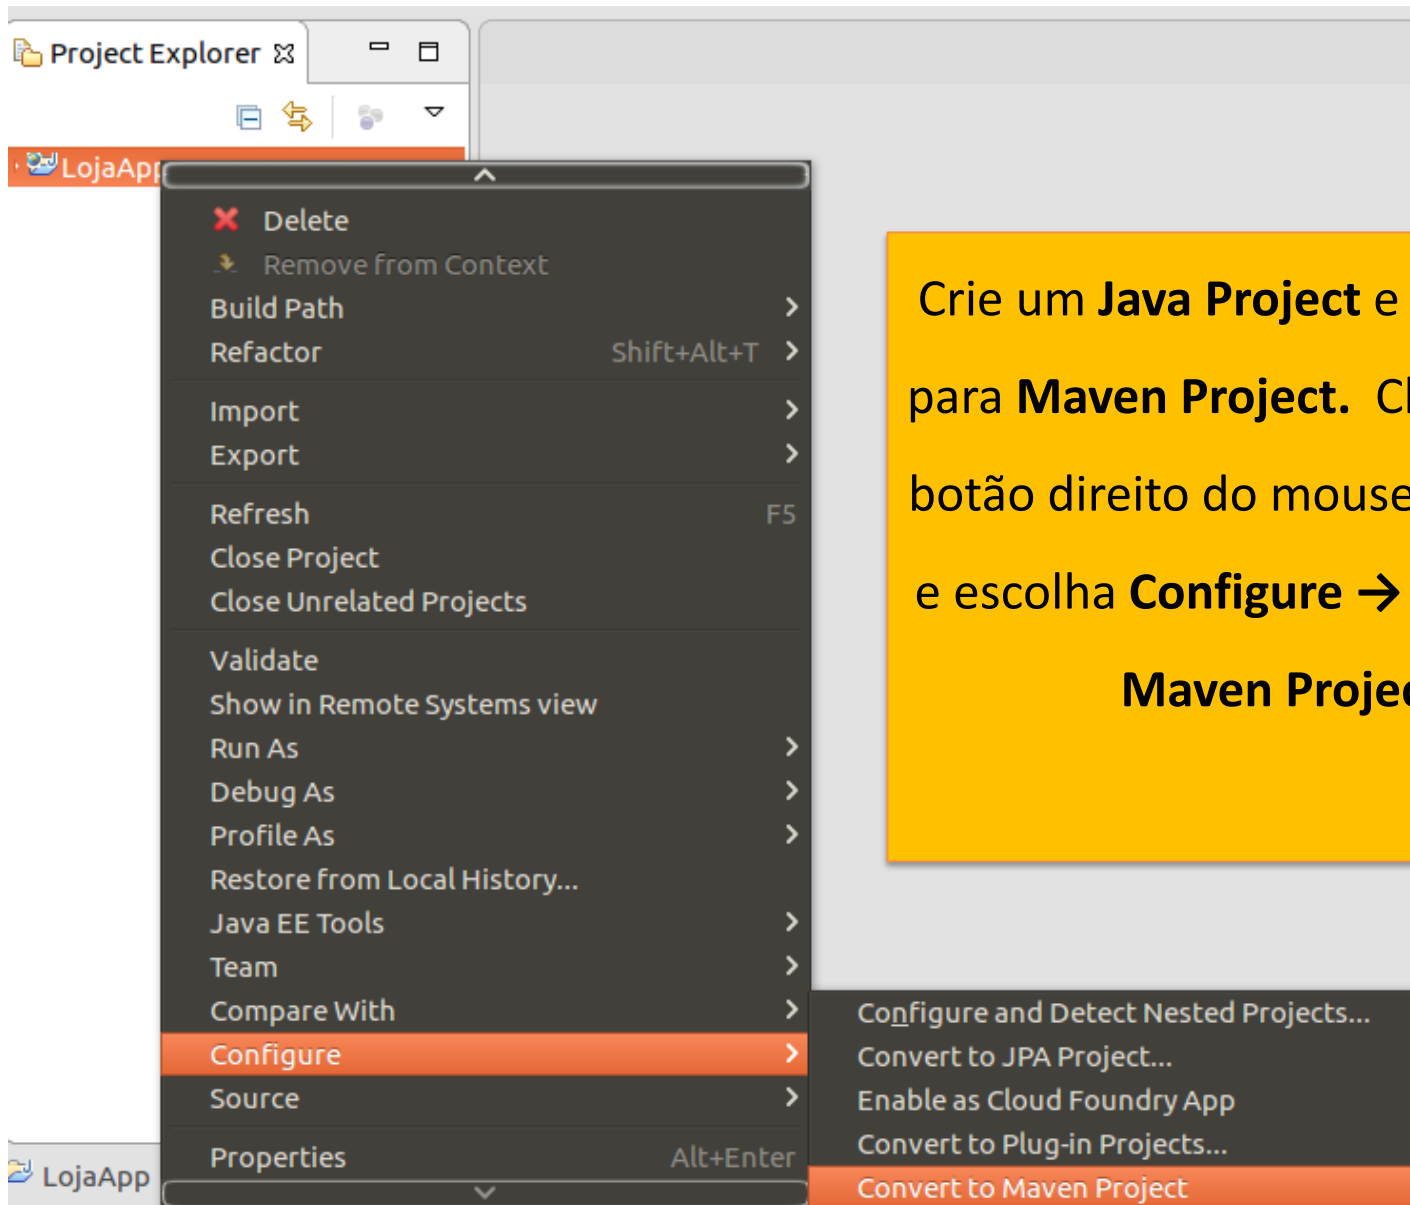 Project Explorer
LojaApp
Delete
Remove from Context
Build Path
Refactor Shift+Alt+T
Import
Export
Refresh F5
Close Project
Close Unrelated Projects
Validate
Show in Remote Systems view
Run As
Debug As
Profile As
Restore from Local History...
Java EE Tools
Team
Compare With
Configure
Source
Properties Alt+Enter
Configure and Detect Nested Projects...
Convert to JPA Project...
Enable as Cloud Foundry App
Convert to Plug-in Projects...
Convert to Maven Project
LojaApp
Crie um Java Project e
para Maven Project.
botão direito do mouse
e escolha Configure →
Maven Projec